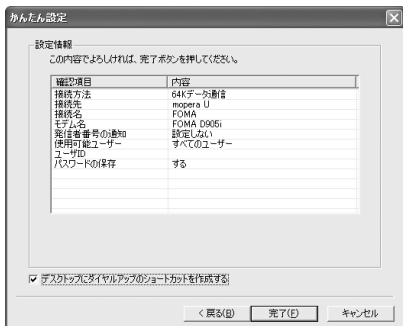 かんたん設定
設定情報
この内容でよろしければ、完了ボタンを押してください。
確認項目 内容
接続方法 64Kデータ通信
接続先 mopera U
接続名 FOMA
モデム名 FOMA D905i
発信者番号の通知 設定しない
使用可能ユーザー すべてのユーザー
ユーザID
パスワードの保存 する
デスクトップにダイヤルアップのショートカットを作成する
< 戻る(B) 完了(F) キャンセル